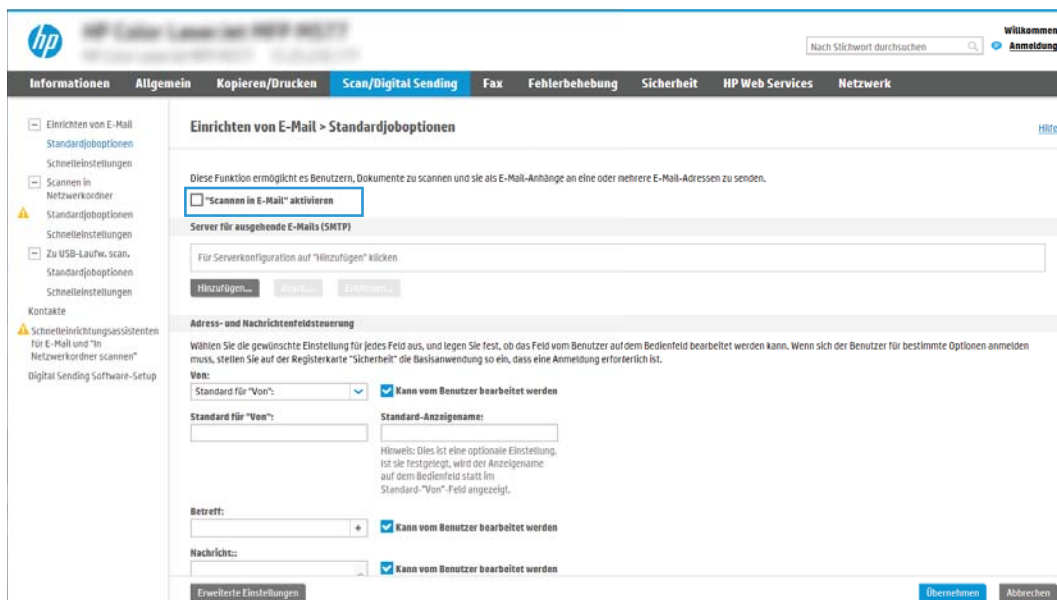 hp
Willkommen
Nach Stichwort durchsuchen
Anmeldung
Informationen Allgemein Kopieren/Drucken Scan/Digital Sending Fax Fehlerbehebung Sicherheit HP Web Services Netzwerk
Einrichten von E-Mail
Standardjoboptionen
Schnelleinstellungen
Scannen in
Netzwerkordner
Standardjoboptionen
Schnelleinstellungen
Zu USB-Laufw. scan.
Standardjoboptionen
Schnelleinstellungen
Kontakte
Schnelleinrichtungsassistenten
für E-Mail und "In
Netzwerkordner scannen"
Digital Sending Software-Setup
Einrichten von E-Mail > Standardjoboptionen
Hilfe
Diese Funktion ermöglicht es Benutzern, Dokumente zu scannen und sie als E-Mail-Anhänge an eine oder mehrere E-Mail-Adressen zu senden.
"Scannen in E-Mail" aktivieren
Server für ausgehende E-Mails (SMTP)
Für Serverkonfiguration auf "Hinzufügen" klicken
Hinzufügen...
Adress- und Nachrichtenfeldsteuerung
Wählen Sie die gewünschte Einstellung für jedes Feld aus, und legen Sie fest, ob das Feld vom Benutzer auf dem Bedienfeld bearbeitet werden kann. Wenn sich der Benutzer für bestimmte Optionen anmelden
muss, stellen Sie auf der Registerkarte "Sicherheit" die Basisanwendung so ein, dass eine Anmeldung erforderlich ist.
Von:
Standard für "Von": Kann vom Benutzer bearbeitet werden
Standard für "Von": Standard-Anzeigename:
Hinweis: Dies ist eine optionale Einstellung.
Ist sie festgelegt, wird der Anzeigename
auf dem Bedienfeld statt im
Standard-"Von"-Feld angezeigt.
Betreff:
+ Kann vom Benutzer bearbeitet werden
Nachricht::
Kann vom Benutzer bearbeitet werden
Erweiterte Einstellungen Übernehmen Abbrechen